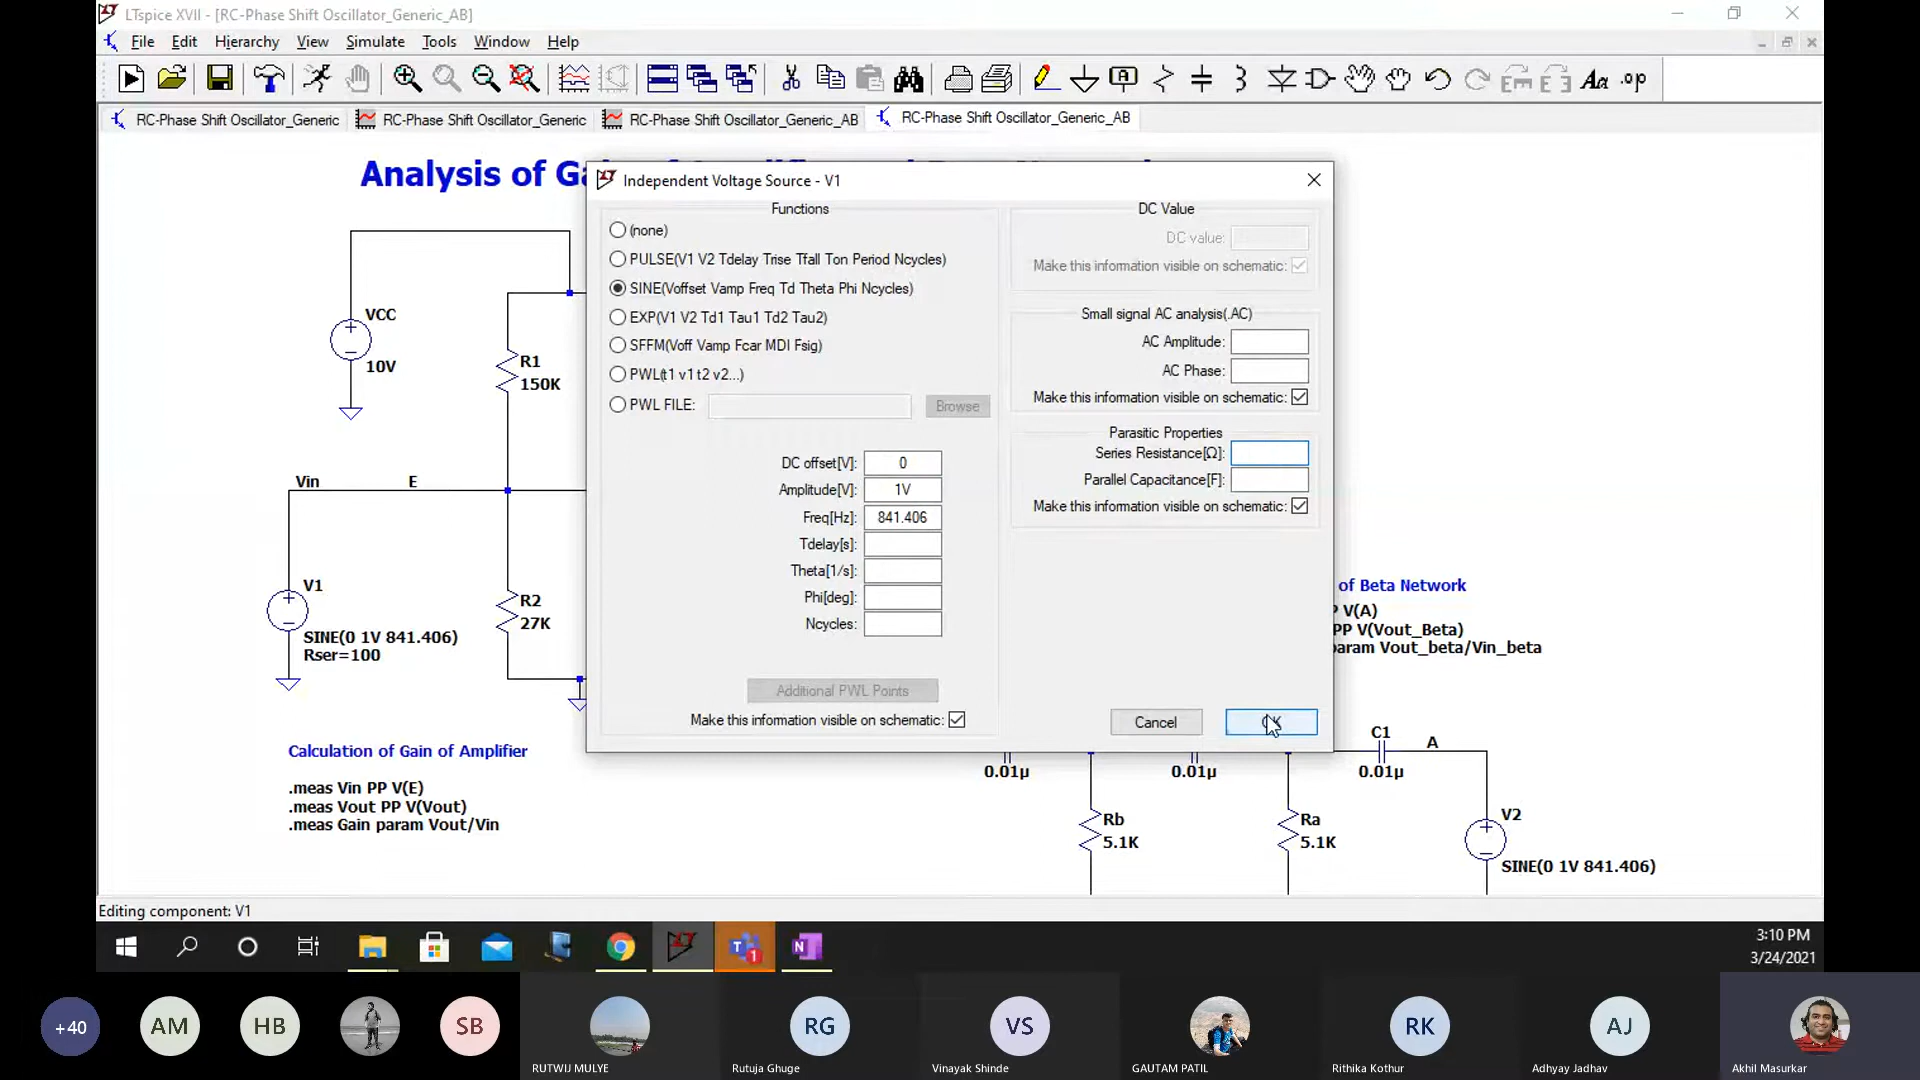 LTspice XVII - [RC-Phase Shift Oscillator_Generic_AB]
File Edit Hierarchy View Simulate Tools Window Help
RC-Phase Shift Oscillator_Generic RC-Phase Shift Oscillator_Generic RC-Phase Shift Oscillator_Generic_AB RC-Phase Shift Oscillator_Generic_AB
Analysis of
Independent Voltage Source - V1
Functions
(none)
PULSE(V1 V2 Tdelay Trise Tfall Ton Period Ncycles)
SINE(Voffset Vamp Freq Td Theta Phi Ncycles)
EXP(V1 V2 Td1 Tau1 Td2 Tau2)
SFFM(Voff Vamp Fcar MDI Fsig)
PWL(t1 v1 t2 v2...)
PWL FILE:
Browse
DC offset[V]: 0
Amplitude[V]: 1V
Freq[Hz]: 841.406
Tdelay[s]:
Theta[1/s]:
Phi[deg]:
Ncycles:
Additional PWL Points
Make this information visible on schematic:
DC Value
DC value:
Make this information visible on schematic:
Small signal AC analysis(.AC)
AC Amplitude:
AC Phase:
Make this information visible on schematic:
Parasitic Properties
Series Resistance[Ω]:
Parallel Capacitance[F]:
Make this information visible on schematic:
Cancel
OK
VCC
10V
R1
150K
Vin E
V1
SINE(0 1V 841.406)
Rser=100
R2
27K
Calculation of Gain of Amplifier
.meas Vin PP V(E)
.meas Vout PP V(Vout)
.meas Gain param Vout/Vin
of Beta Network
V(A)
PP V(Vout_Beta)
param Vout_beta/Vin_beta
0.01µ
0.01µ
C1
0.01µ
A
Rb
5.1K
Ra
5.1K
V2
SINE(0 1V 841.406)
Editing component: V1
1
N
3:10 PM
3/24/2021
+40
AM
HB
SB
RUTWIJ MULYE
RG
Rutuja Ghuge
VS
Vinayak Shinde
GAUTAM PATIL
RK
Rithika Kothur
AJ
Adhyay Jadhav
Akhil Masurkar